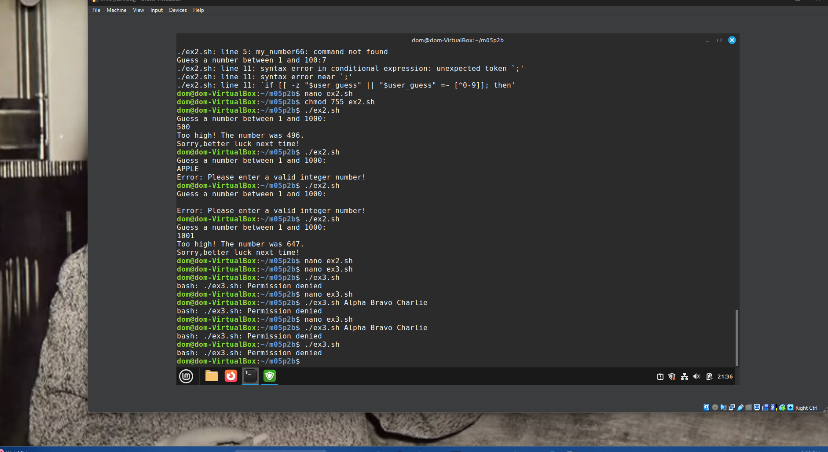 File Machine View Input Devices Help
dom@dom-VirtualBox:~/m05p2b
./ex2.sh: line 5: my_number66: command not found
Guess a number between 1 and 100:7
./ex2.sh: line 11: syntax error in conditional expression: unexpected token `;'
./ex2.sh: line 11: syntax error near `;'
./ex2.sh: line 11: `if [[ -z "$user_guess" || "$user_guess" =~ [^0-9]]; then'
dom@dom-VirtualBox:~/m05p2b$ nano ex2.sh
dom@dom-VirtualBox:~/m05p2b$ chmod 755 ex2.sh
dom@dom-VirtualBox:~/m05p2b$ ./ex2.sh
Guess a number between 1 and 1000:
500
Too high! The number was 496.
Sorry,better luck next time!
dom@dom-VirtualBox:~/m05p2b$ ./ex2.sh
Guess a number between 1 and 1000:
APPLE
Error: Please enter a valid integer number!
dom@dom-VirtualBox:~/m05p2b$ ./ex2.sh
Guess a number between 1 and 1000:
Error: Please enter a valid integer number!
dom@dom-VirtualBox:~/m05p2b$ ./ex2.sh
Guess a number between 1 and 1000:
1001
Too high! The number was 647.
Sorry,better luck next time!
dom@dom-VirtualBox:~/m05p2b$ nano ex2.sh
dom@dom-VirtualBox:~/m05p2b$ nano ex3.sh
dom@dom-VirtualBox:~/m05p2b$ ./ex3.sh
bash: ./ex3.sh: Permission denied
dom@dom-VirtualBox:~/m05p2b$ nano ex3.sh
dom@dom-VirtualBox:~/m05p2b$ ./ex3.sh Alpha Bravo Charlie
bash: ./ex3.sh: Permission denied
dom@dom-VirtualBox:~/m05p2b$ nano ex3.sh
dom@dom-VirtualBox:~/m05p2b$ ./ex3.sh Alpha Bravo Charlie
bash: ./ex3.sh: Permission denied
dom@dom-VirtualBox:~/m05p2b$ ./ex3.sh
bash: ./ex3.sh: Permission denied
dom@dom-VirtualBox:~/m05p2b$
21:36
Right Ctrl